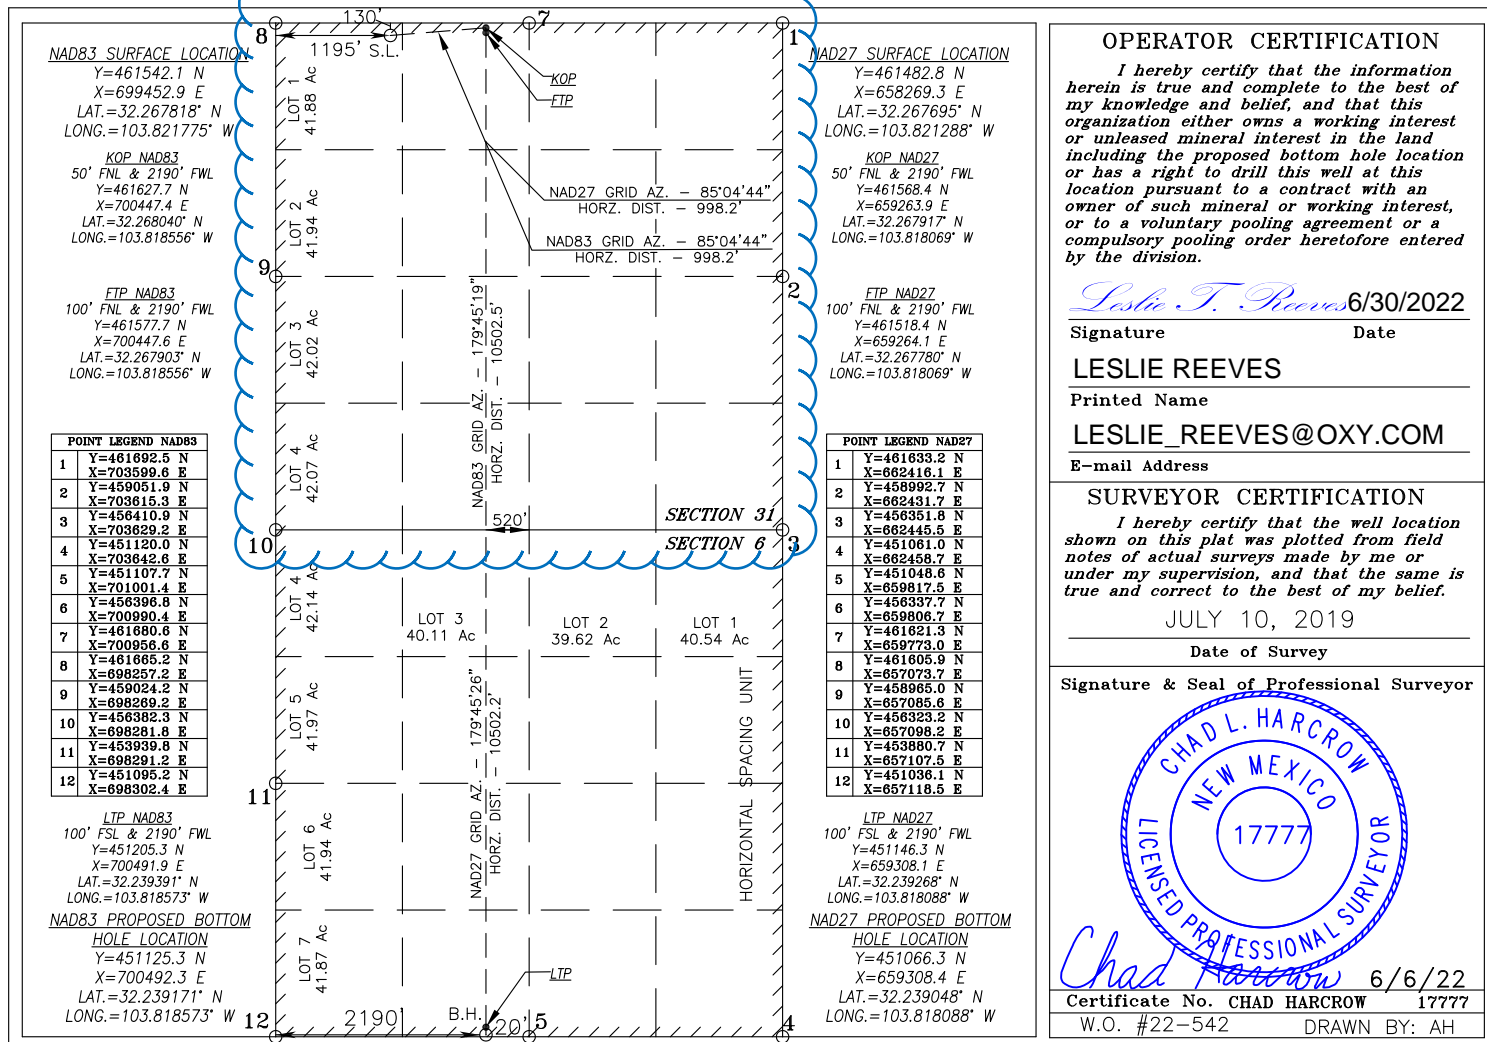 NAD83 SURFACE LOCATION
Y=461542.1 N
X=699452.9 E
LAT.=32.267818° N
LONG.=103.821775° W
KOP NAD83
50' FNL & 2190' FWL
Y=461627.7 N
X=700447.4 E
LAT.=32.268040° N
LONG.=103.818556° W
FTP NAD83
100' FNL & 2190' FWL
Y=461577.7 N
X=700447.6 E
LAT.=32.267903° N
LONG.=103.818556° W
POINT LEGEND NAD83
1 Y=461692.5 N
X=703599.6 E
2 Y=459051.9 N
X=703615.3 E
3 Y=456410.9 N
X=703629.2 E
4 Y=451120.0 N
X=703642.6 E
5 Y=451107.7 N
X=701001.4 E
6 Y=456396.8 N
X=700990.4 E
7 Y=461680.6 N
X=700956.6 E
8 Y=461665.2 N
X=698257.2 E
9 Y=459024.2 N
X=698269.2 E
10 Y=456382.3 N
X=698281.8 E
11 Y=453939.8 N
X=698291.2 E
12 Y=451095.2 N
X=698302.4 E
LTP NAD83
100' FSL & 2190' FWL
Y=451205.3 N
X=700491.9 E
LAT.=32.239391° N
LONG.=103.818573° W
NAD83 PROPOSED BOTTOM
HOLE LOCATION
Y=451125.3 N
X=700492.3 E
LAT.=32.239171° N
LONG.=103.818573° W
130'
7
8
1195' S.L.
1
KOP
FTP
LOT 1
41.88 Ac
NAD27 GRID AZ. - 85°04'44"
HORZ. DIST. - 998.2'
LOT 2
41.94 Ac
NAD83 GRID AZ. - 85°04'44"
HORZ. DIST. - 998.2'
9
2
LOT 3
42.02 Ac
NAD83 GRID AZ. - 179°45'19"
HORZ. DIST. - 10502.5'
LOT 4
42.07 Ac
520'
SECTION 31
10
SECTION 6
3
LOT 4
42.14 Ac
LOT 3
40.11 Ac
LOT 2
39.62 Ac
LOT 1
40.54 Ac
LOT 5
41.97 Ac
NAD27 GRID AZ. - 179°45'26"
HORZ. DIST. - 10502.2'
HORIZONTAL SPACING UNIT
11
LOT 6
41.94 Ac
LOT 7
41.87 Ac
LTP
12
2190'
B.H.
20'
5
4
NAD27 SURFACE LOCATION
Y=461482.8 N
X=658269.3 E
LAT.=32.267695° N
LONG.=103.821288° W
KOP NAD27
50' FNL & 2190' FWL
Y=461568.4 N
X=659263.9 E
LAT.=32.267917° N
LONG.=103.818069° W
FTP NAD27
100' FNL & 2190' FWL
Y=461518.4 N
X=659264.1 E
LAT.=32.267780° N
LONG.=103.818069° W
POINT LEGEND NAD27
1 Y=461633.2 N
X=662416.1 E
2 Y=458992.7 N
X=662431.7 E
3 Y=456351.8 N
X=662445.5 E
4 Y=451061.0 N
X=662458.7 E
5 Y=451048.6 N
X=659817.5 E
6 Y=456337.7 N
X=659806.7 E
7 Y=461621.3 N
X=659773.0 E
8 Y=461605.9 N
X=657073.7 E
9 Y=458965.0 N
X=657085.6 E
10 Y=456323.2 N
X=657098.2 E
11 Y=453880.7 N
X=657107.5 E
12 Y=451036.1 N
X=657118.5 E
LTP NAD27
100' FSL & 2190' FWL
Y=451146.3 N
X=659308.1 E
LAT.=32.239268° N
LONG.=103.818088° W
NAD27 PROPOSED BOTTOM
HOLE LOCATION
Y=451066.3 N
X=659308.4 E
LAT.=32.239048° N
LONG.=103.818088° W
OPERATOR CERTIFICATION
I hereby certify that the information
herein is true and complete to the best of
my knowledge and belief, and that this
organization either owns a working interest
or unleased mineral interest in the land
including the proposed bottom hole location
or has a right to drill this well at this
location pursuant to a contract with an
owner of such mineral or working interest,
or to a voluntary pooling agreement or a
compulsory pooling order heretofore entered
by the division.
Leslie T. Reeves 6/30/2022
Signature Date
LESLIE REEVES
Printed Name
LESLIE_REEVES@OXY.COM
E-mail Address
SURVEYOR CERTIFICATION
I hereby certify that the well location
shown on this plat was plotted from field
notes of actual surveys made by me or
under my supervision, and that the same is
true and correct to the best of my belief.
JULY 10, 2019
Date of Survey
Signature & Seal of Professional Surveyor
CHAD L. HARCROW
NEW MEXICO
17777
LICENSED PROFESSIONAL SURVEYOR
Chad Harcrow 6/6/22
Certificate No. CHAD HARCROW 17777
W.O. #22-542 DRAWN BY: AH